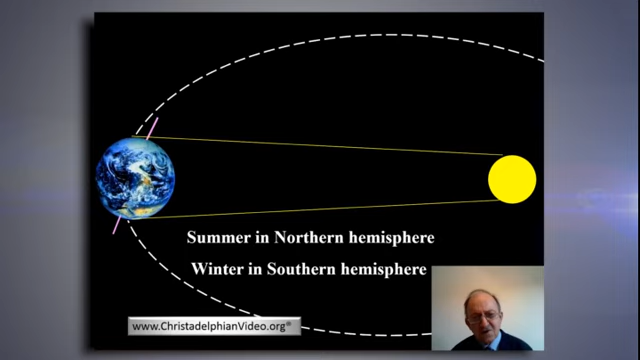 Summer in Northern hemisphere
Winter in Southern hemisphere
www.ChristadelphianVideo.org®